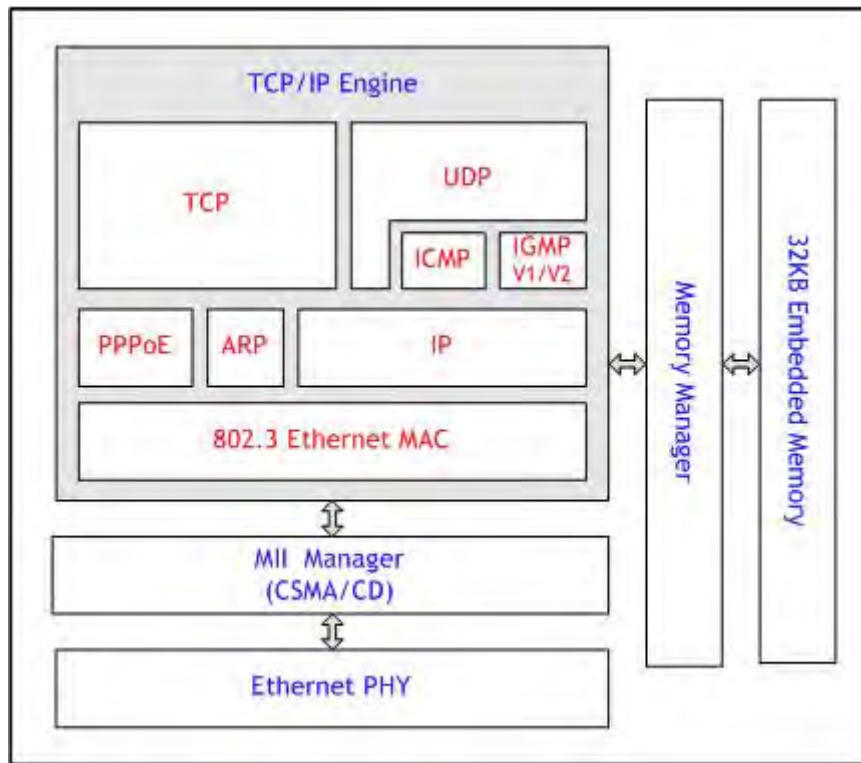 TCP/IP Engine
TCP
UDP
ICMP
IGMP
V1/V2
PPPoE
ARP
IP
802.3 Ethernet MAC
MII Manager
(CSMA/CD)
Ethernet PHY
Memory Manager
32KB Embedded Memory